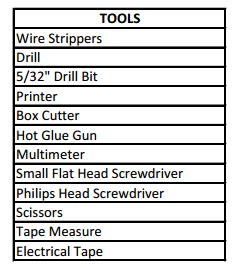 TOOLS
Wire Strippers
Drill
5/32" Drill Bit
Printer
Box Cutter
Hot Glue Gun
Multimeter
Small Flat Head Screwdriver
Philips Head Screwdriver
Scissors
Tape Measure
Electrical Tape